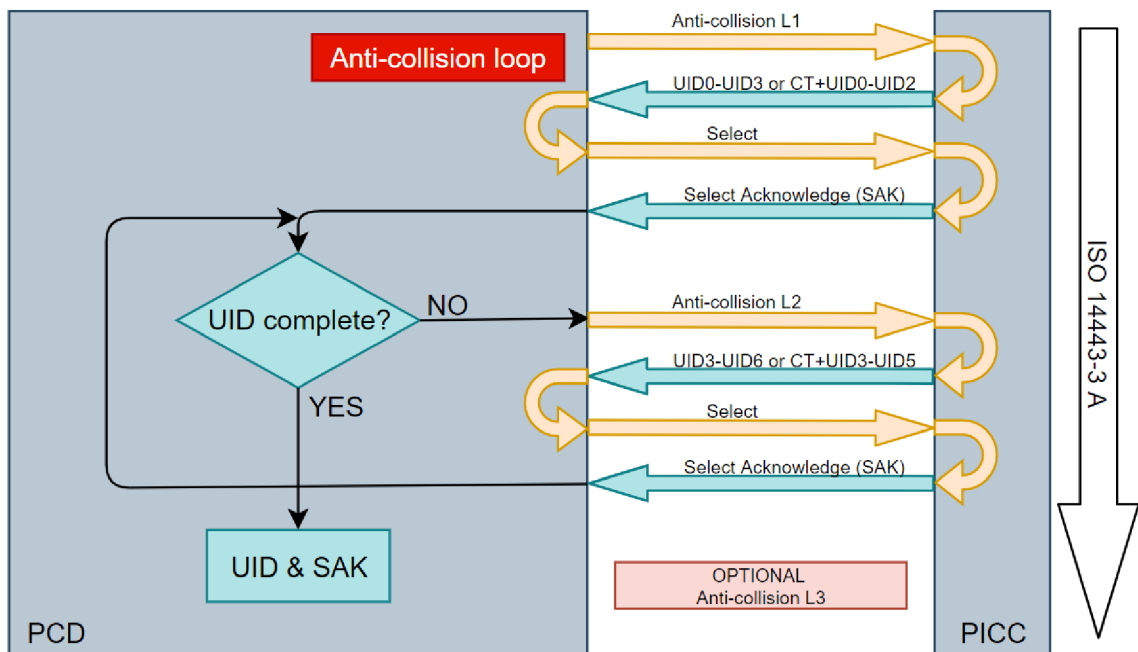 Anti-collision L1
Anti-collision loop
UID0-UID3 or CT+UID0-UID2
Select
Select Acknowledge (SAK)
UID complete?
NO
Anti-collision L2
UID3-UID6 or CT+UID3-UID5
YES
Select
Select Acknowledge (SAK)
UID & SAK
OPTIONAL
Anti-collision L3
PCD
PICC
ISO 14443-3 A